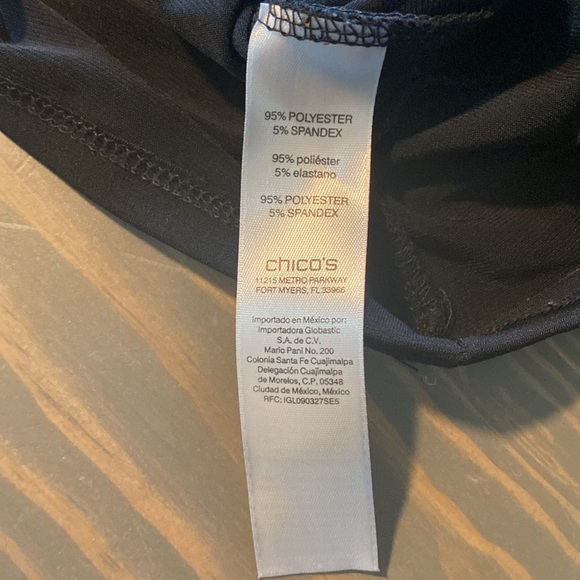 95% POLYESTER
5% SPANDEX
95% poliéster
5% elastano
95% POLYESTER
5% SPANDEX
chico's
11215 METRO PARKWAY
FORT MYERS, FL 33966
Importado en México por:
Importadora Globastic
S.A. de C.V.
Mario Pani No. 200
Colonia Santa Fe Cuajimalpa
Delegación Cuajimalpa
de Morelos, C.P. 05348
Ciudad de México, México
RFC: IGL090327SE5